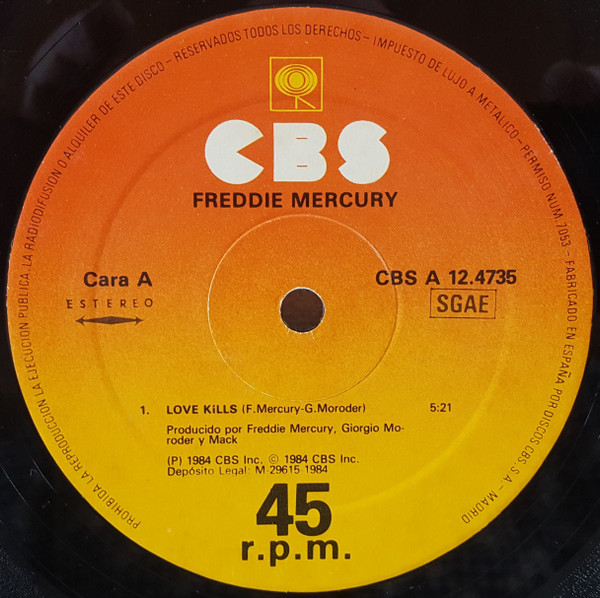 PROHIBIDA LA REPRODUCCION LA EJECUCION PUBLICA, LA RADIODIFUSION O ALQUILER DE ESTE DISCO - RESERVADOS TODOS LOS DERECHOS - IMPUESTO DE LUJO A METALICO - PERMISO NUM. 7053 - FABRICADO EN ESPAÑA POR DISCOS CBS, S.A. - MADRID
CBS
FREDDIE MERCURY
Cara A
CBS A 12.4735
ESTEREO
SGAE
1. LOVE KiLLS (F.Mercury-G.Moroder) 5:21
Producido por Freddie Mercury, Giorgio Mo-
roder y Mack
(P) 1984 CBS Inc. © 1984 CBS Inc.
Depósito Legal: M-29615 1984
45
r.p.m.